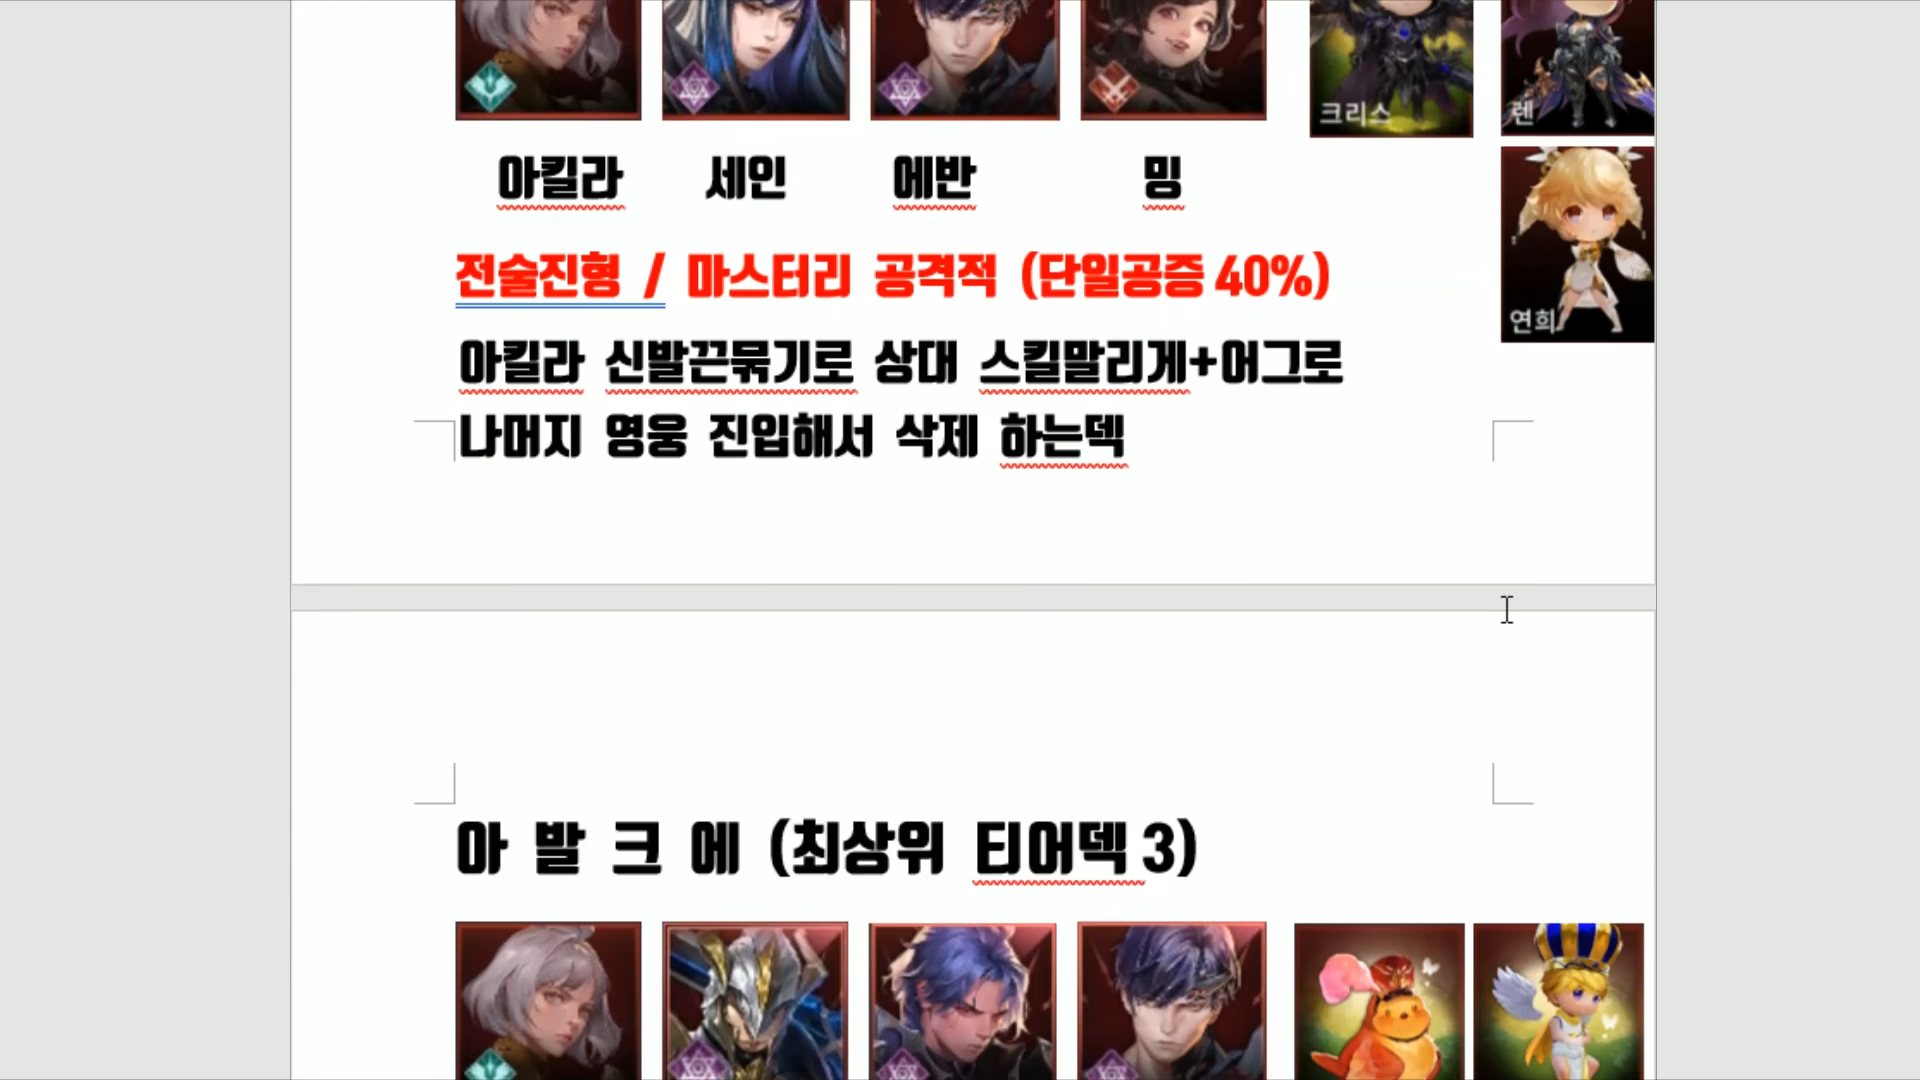 크리스
렌
아킬라 세인 에반 밍
연희
전술진형 / 마스터리 공격적 (단일공증 40%)
아킬라 신발끈묶기로 상대 스킬말리게+어그로
나머지 영웅 진입해서 삭제 하는덱
아 발 크 에 (최상위 티어덱 3)